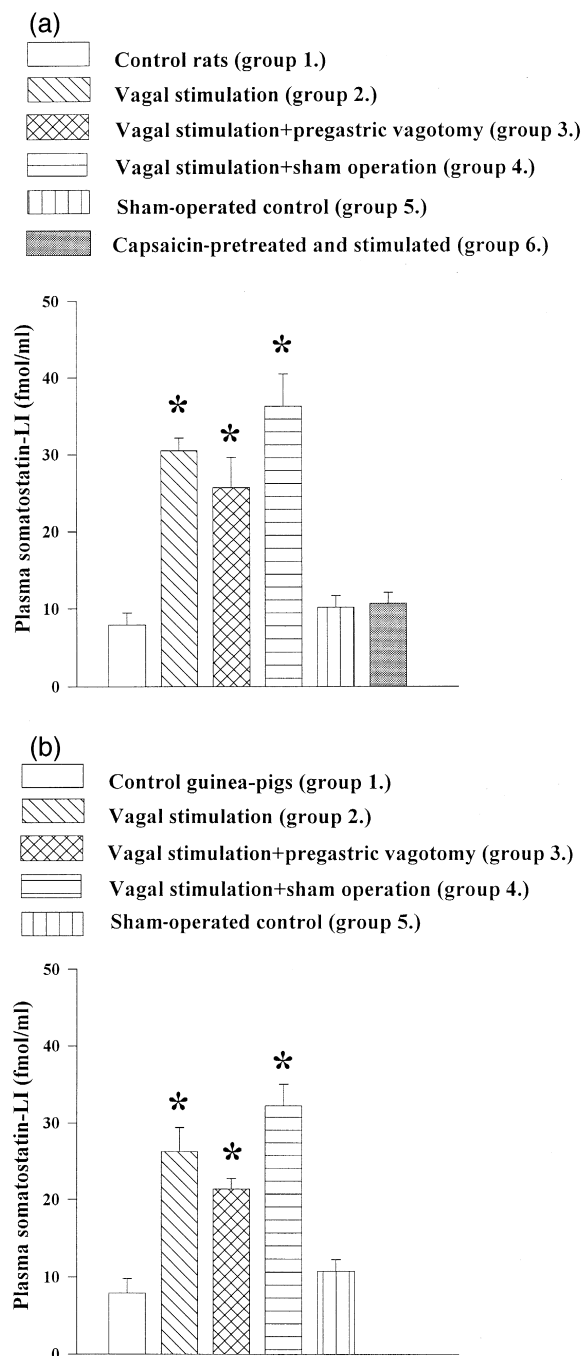 (a)
Control rats (group 1.)
Vagal stimulation (group 2.)
Vagal stimulation+pregastric vagotomy (group 3.)
Vagal stimulation+sham operation (group 4.)
Sham-operated control (group 5.)
Capsaicin-pretreated and stimulated (group 6.)
Plasma somatostatin-LI (fmol/ml)
50
40
30
20
10
0
*
*
*
(b)
Control guinea-pigs (group 1.)
Vagal stimulation (group 2.)
Vagal stimulation+pregastric vagotomy (group 3.)
Vagal stimulation+sham operation (group 4.)
Sham-operated control (group 5.)
Plasma somatostatin-LI (fmol/ml)
50
40
30
20
10
0
*
*
*